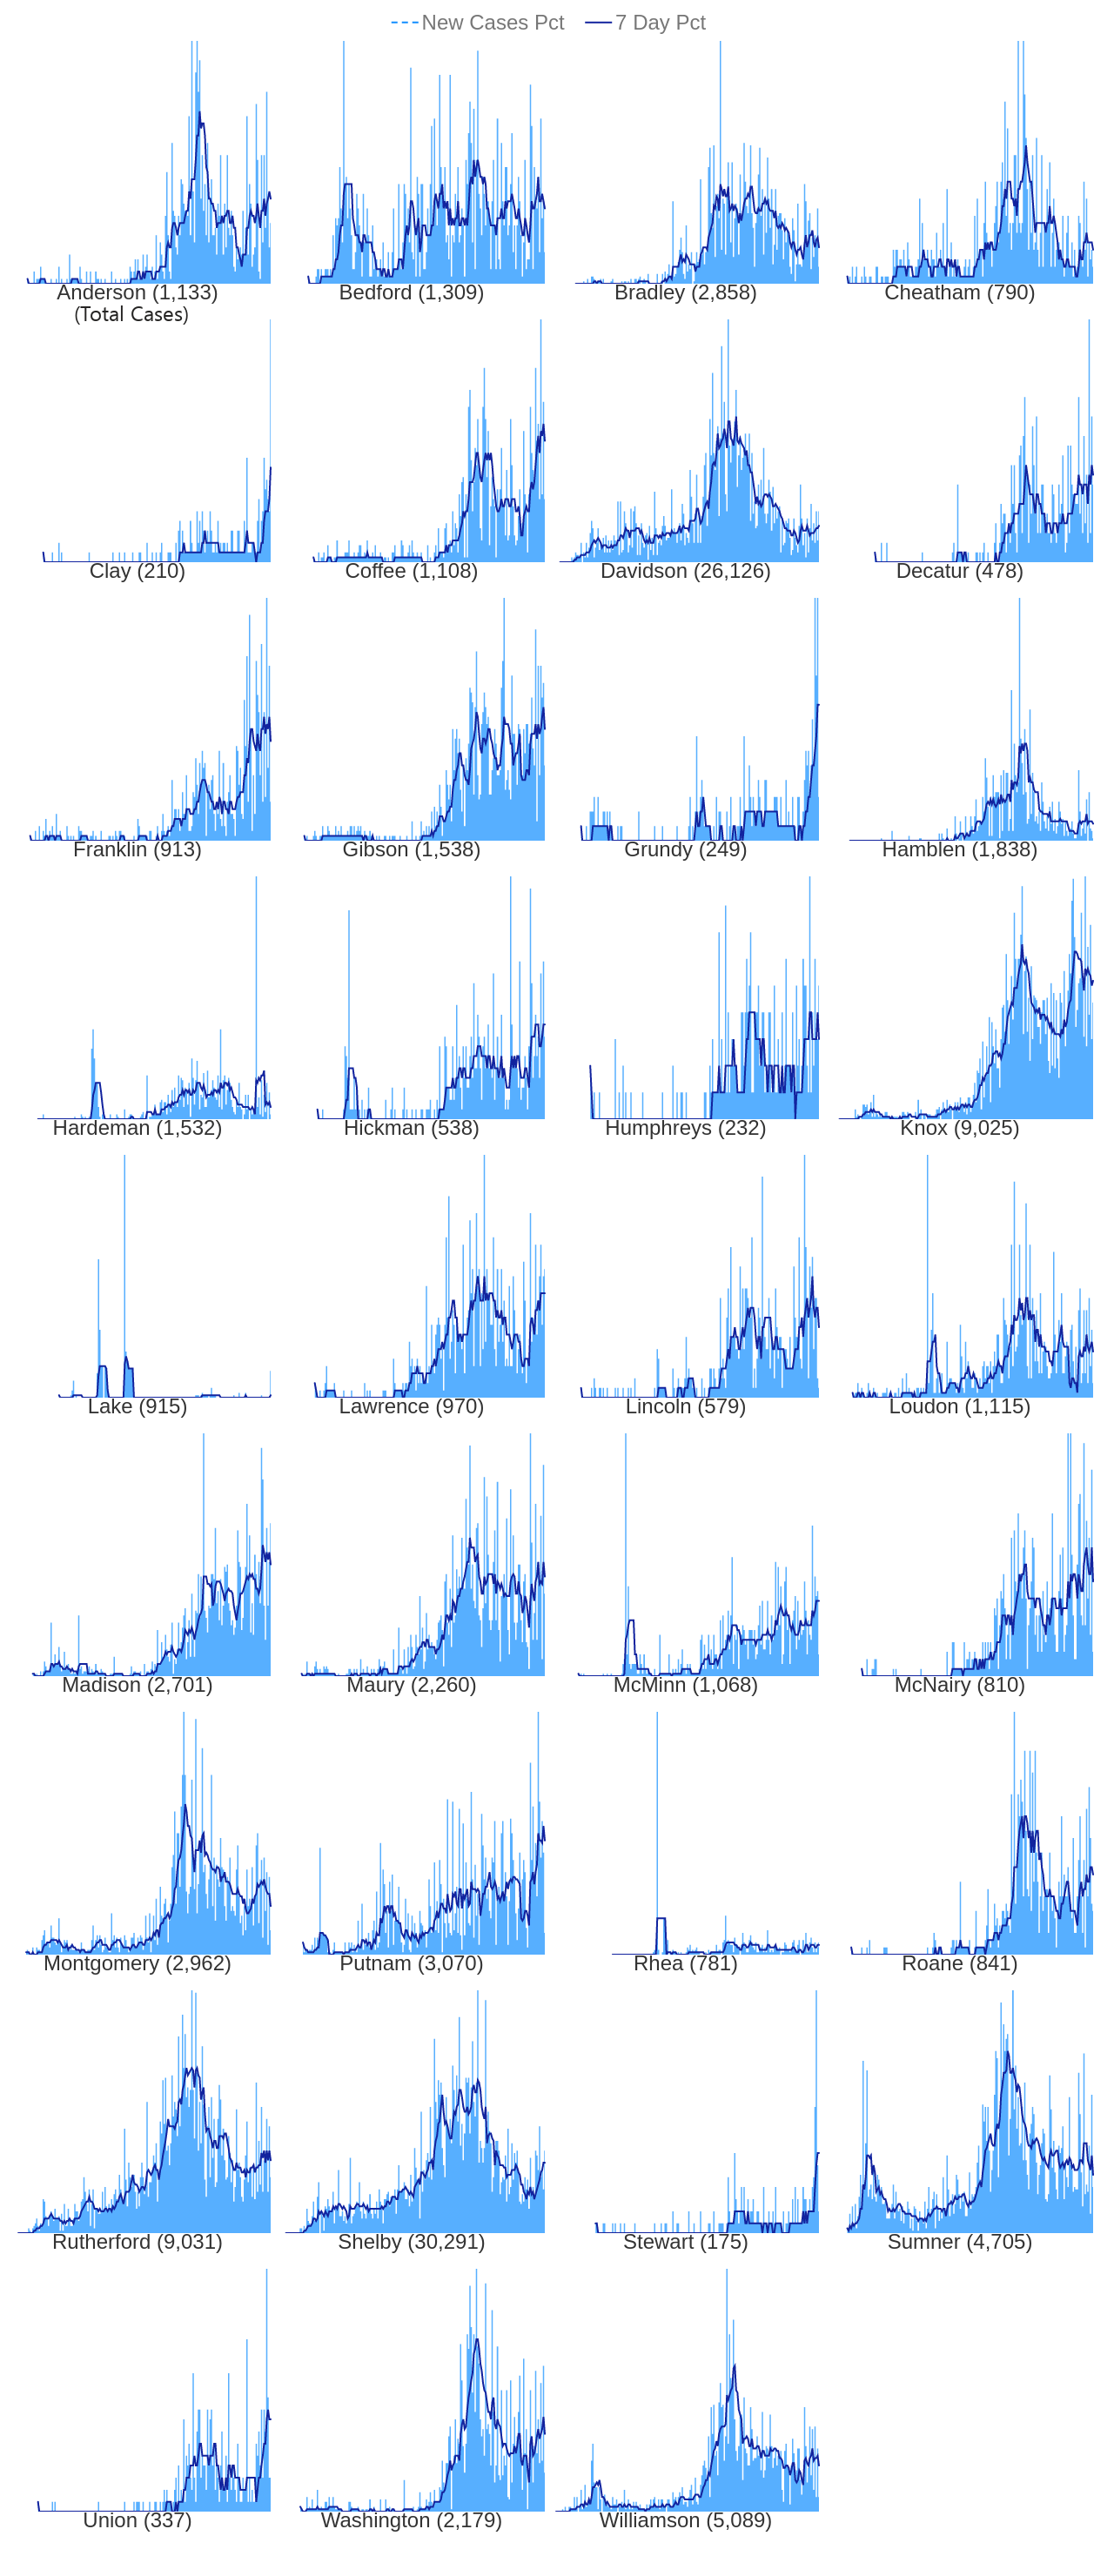 New Cases Pct 7 Day Pct
Anderson (1,133) Bedford (1,309) Bradley (2,858) Cheatham (790)
(Total Cases)
Clay (210) Coffee (1,108) Davidson (26,126) Decatur (478)
Franklin (913) Gibson (1,538) Grundy (249) Hamblen (1,838)
Hardeman (1,532) Hickman (538) Humphreys (232) Knox (9,025)
Lake (915) Lawrence (970) Lincoln (579) Loudon (1,115)
Madison (2,701) Maury (2,260) McMinn (1,068) McNairy (810)
Montgomery (2,962) Putnam (3,070) Rhea (781) Roane (841)
Rutherford (9,031) Shelby (30,291) Stewart (175) Sumner (4,705)
Union (337) Washington (2,179) Williamson (5,089)